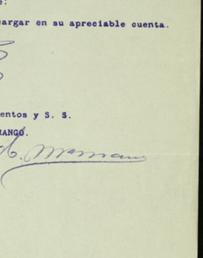 e:
cargar en su apreciable cuenta.
entos y S. S.
RANGO.